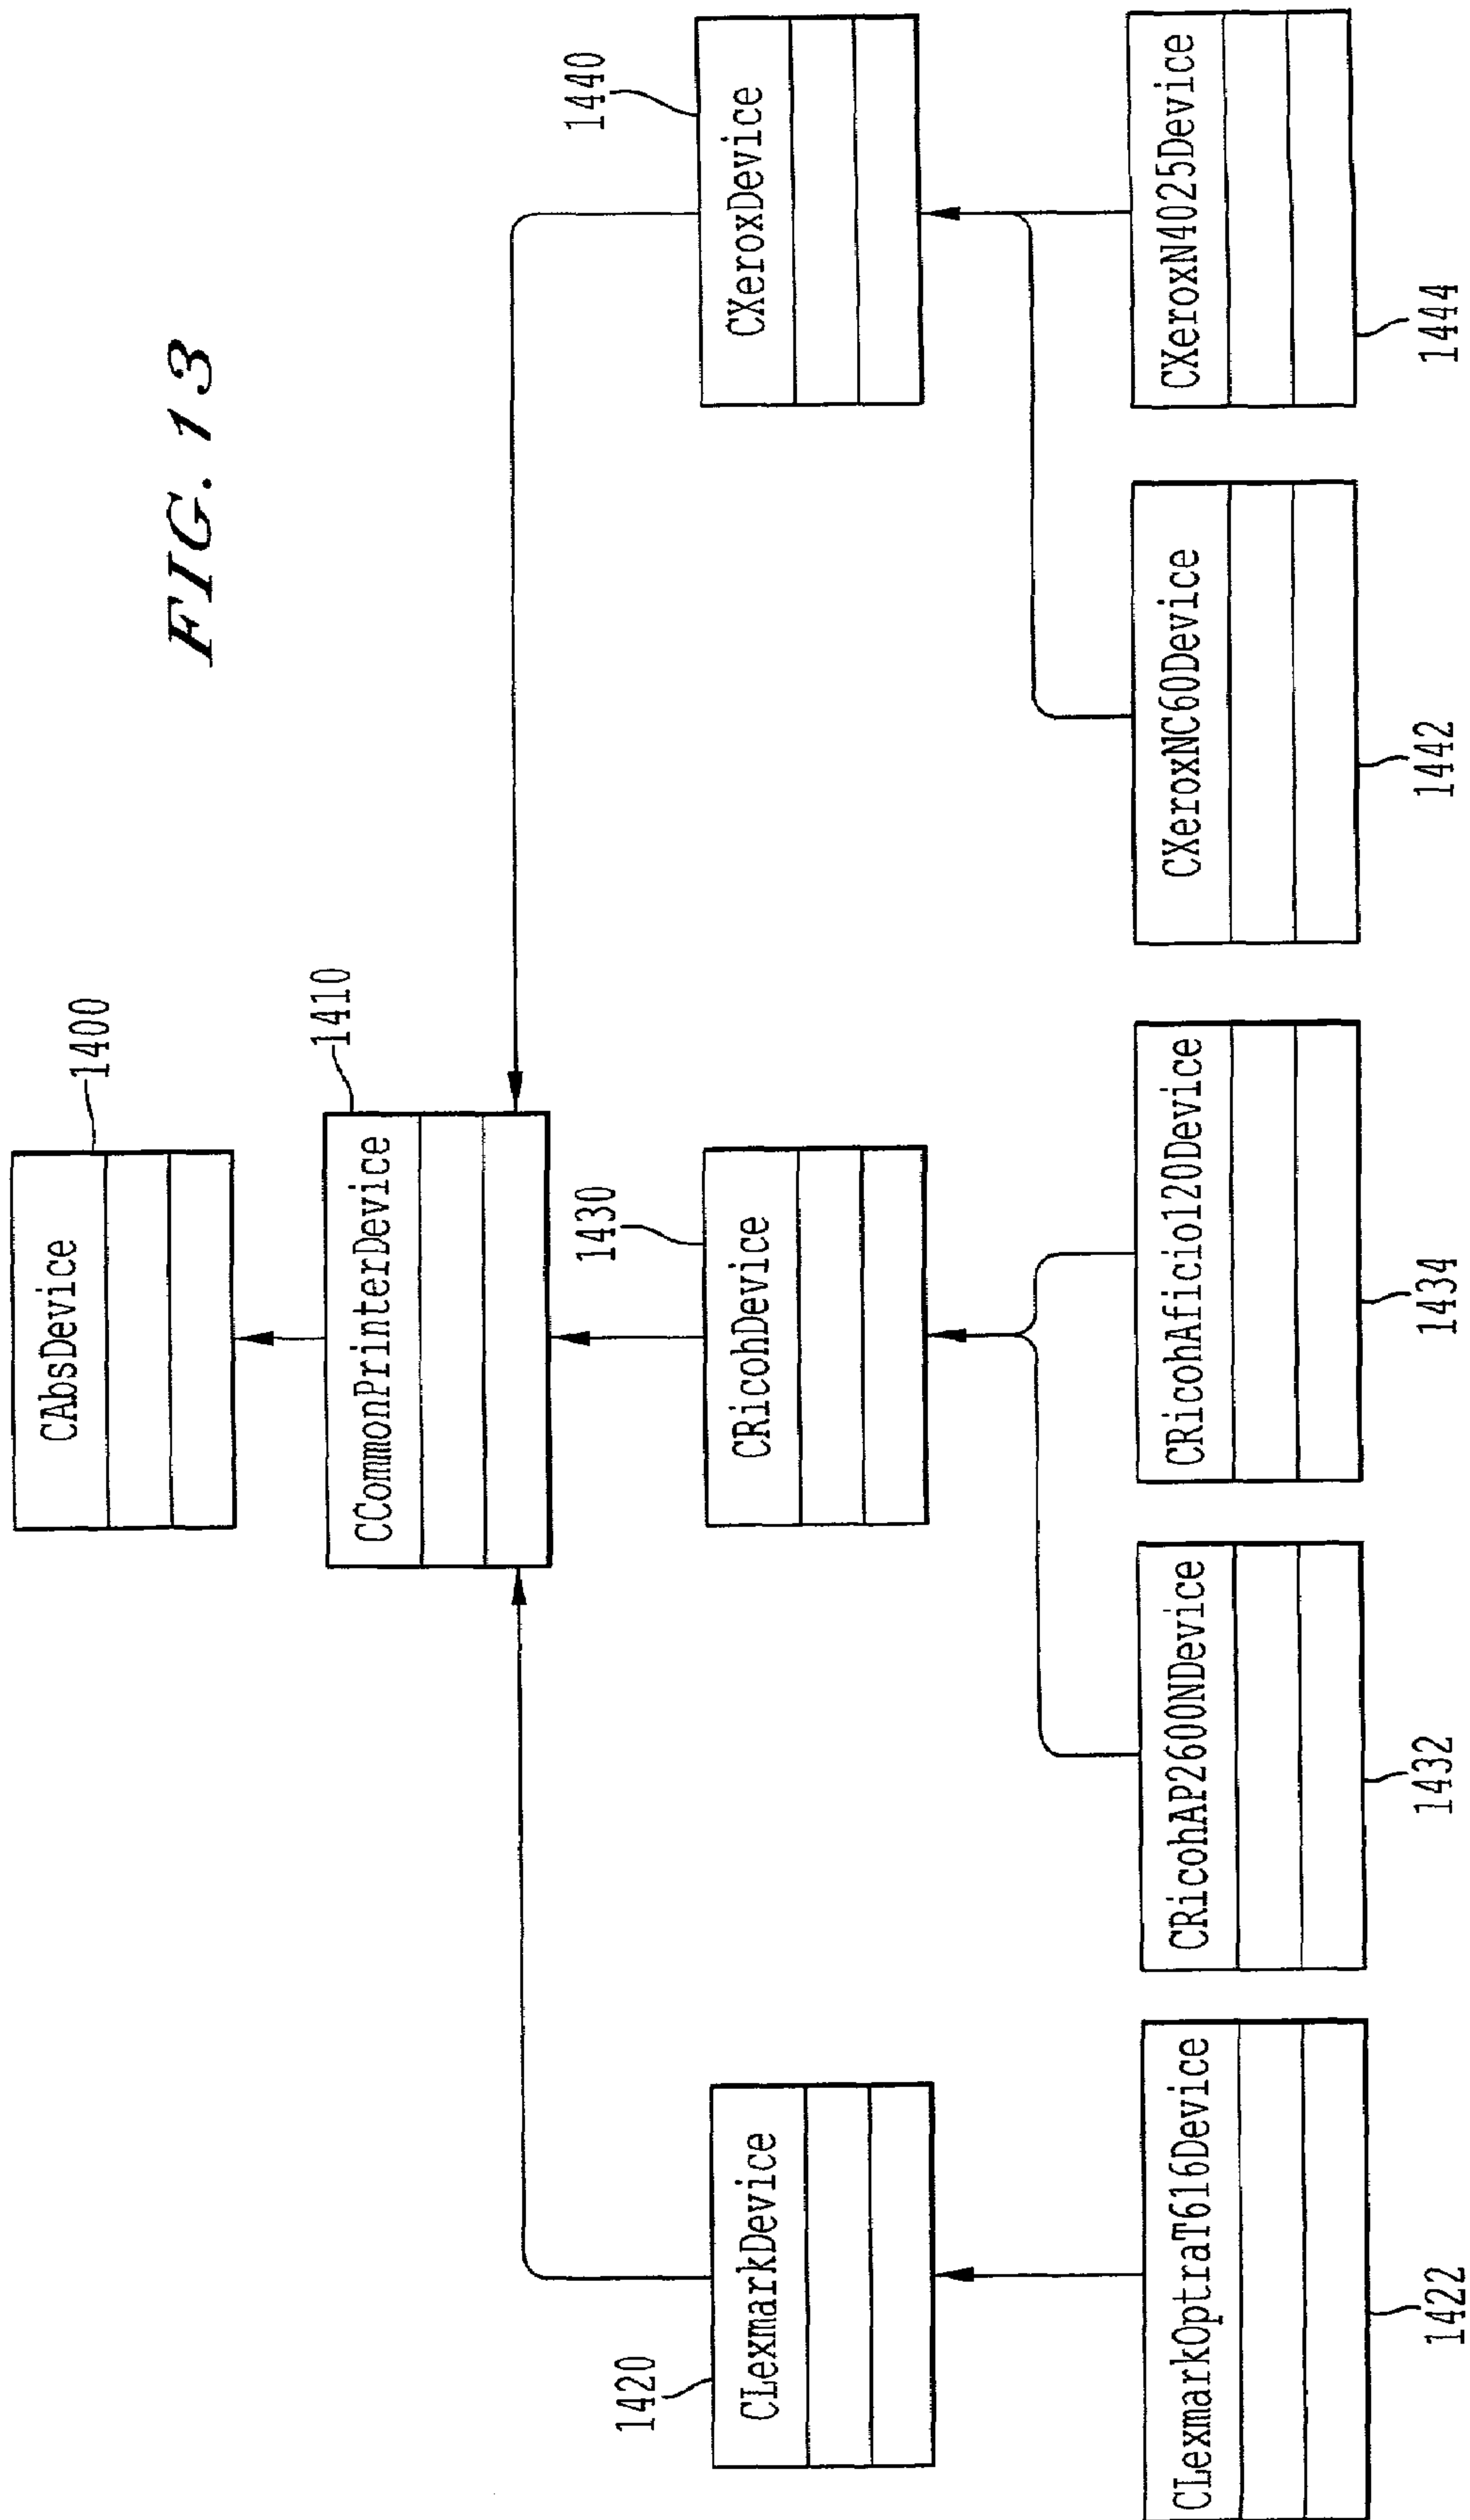 FIG. 13
CAbsDevice
1400
CCommonPrinterDevice
1410
1420
CLexmarkDevice
1430
CRicohDevice
1440
CXeroxDevice
CLexmarkOptraT616Device
CRicohAP2600NDevice
CRicohAficio120Device
CXeroxNC60Device
CXeroxN4025Device
1422
1432
1434
1442
1444